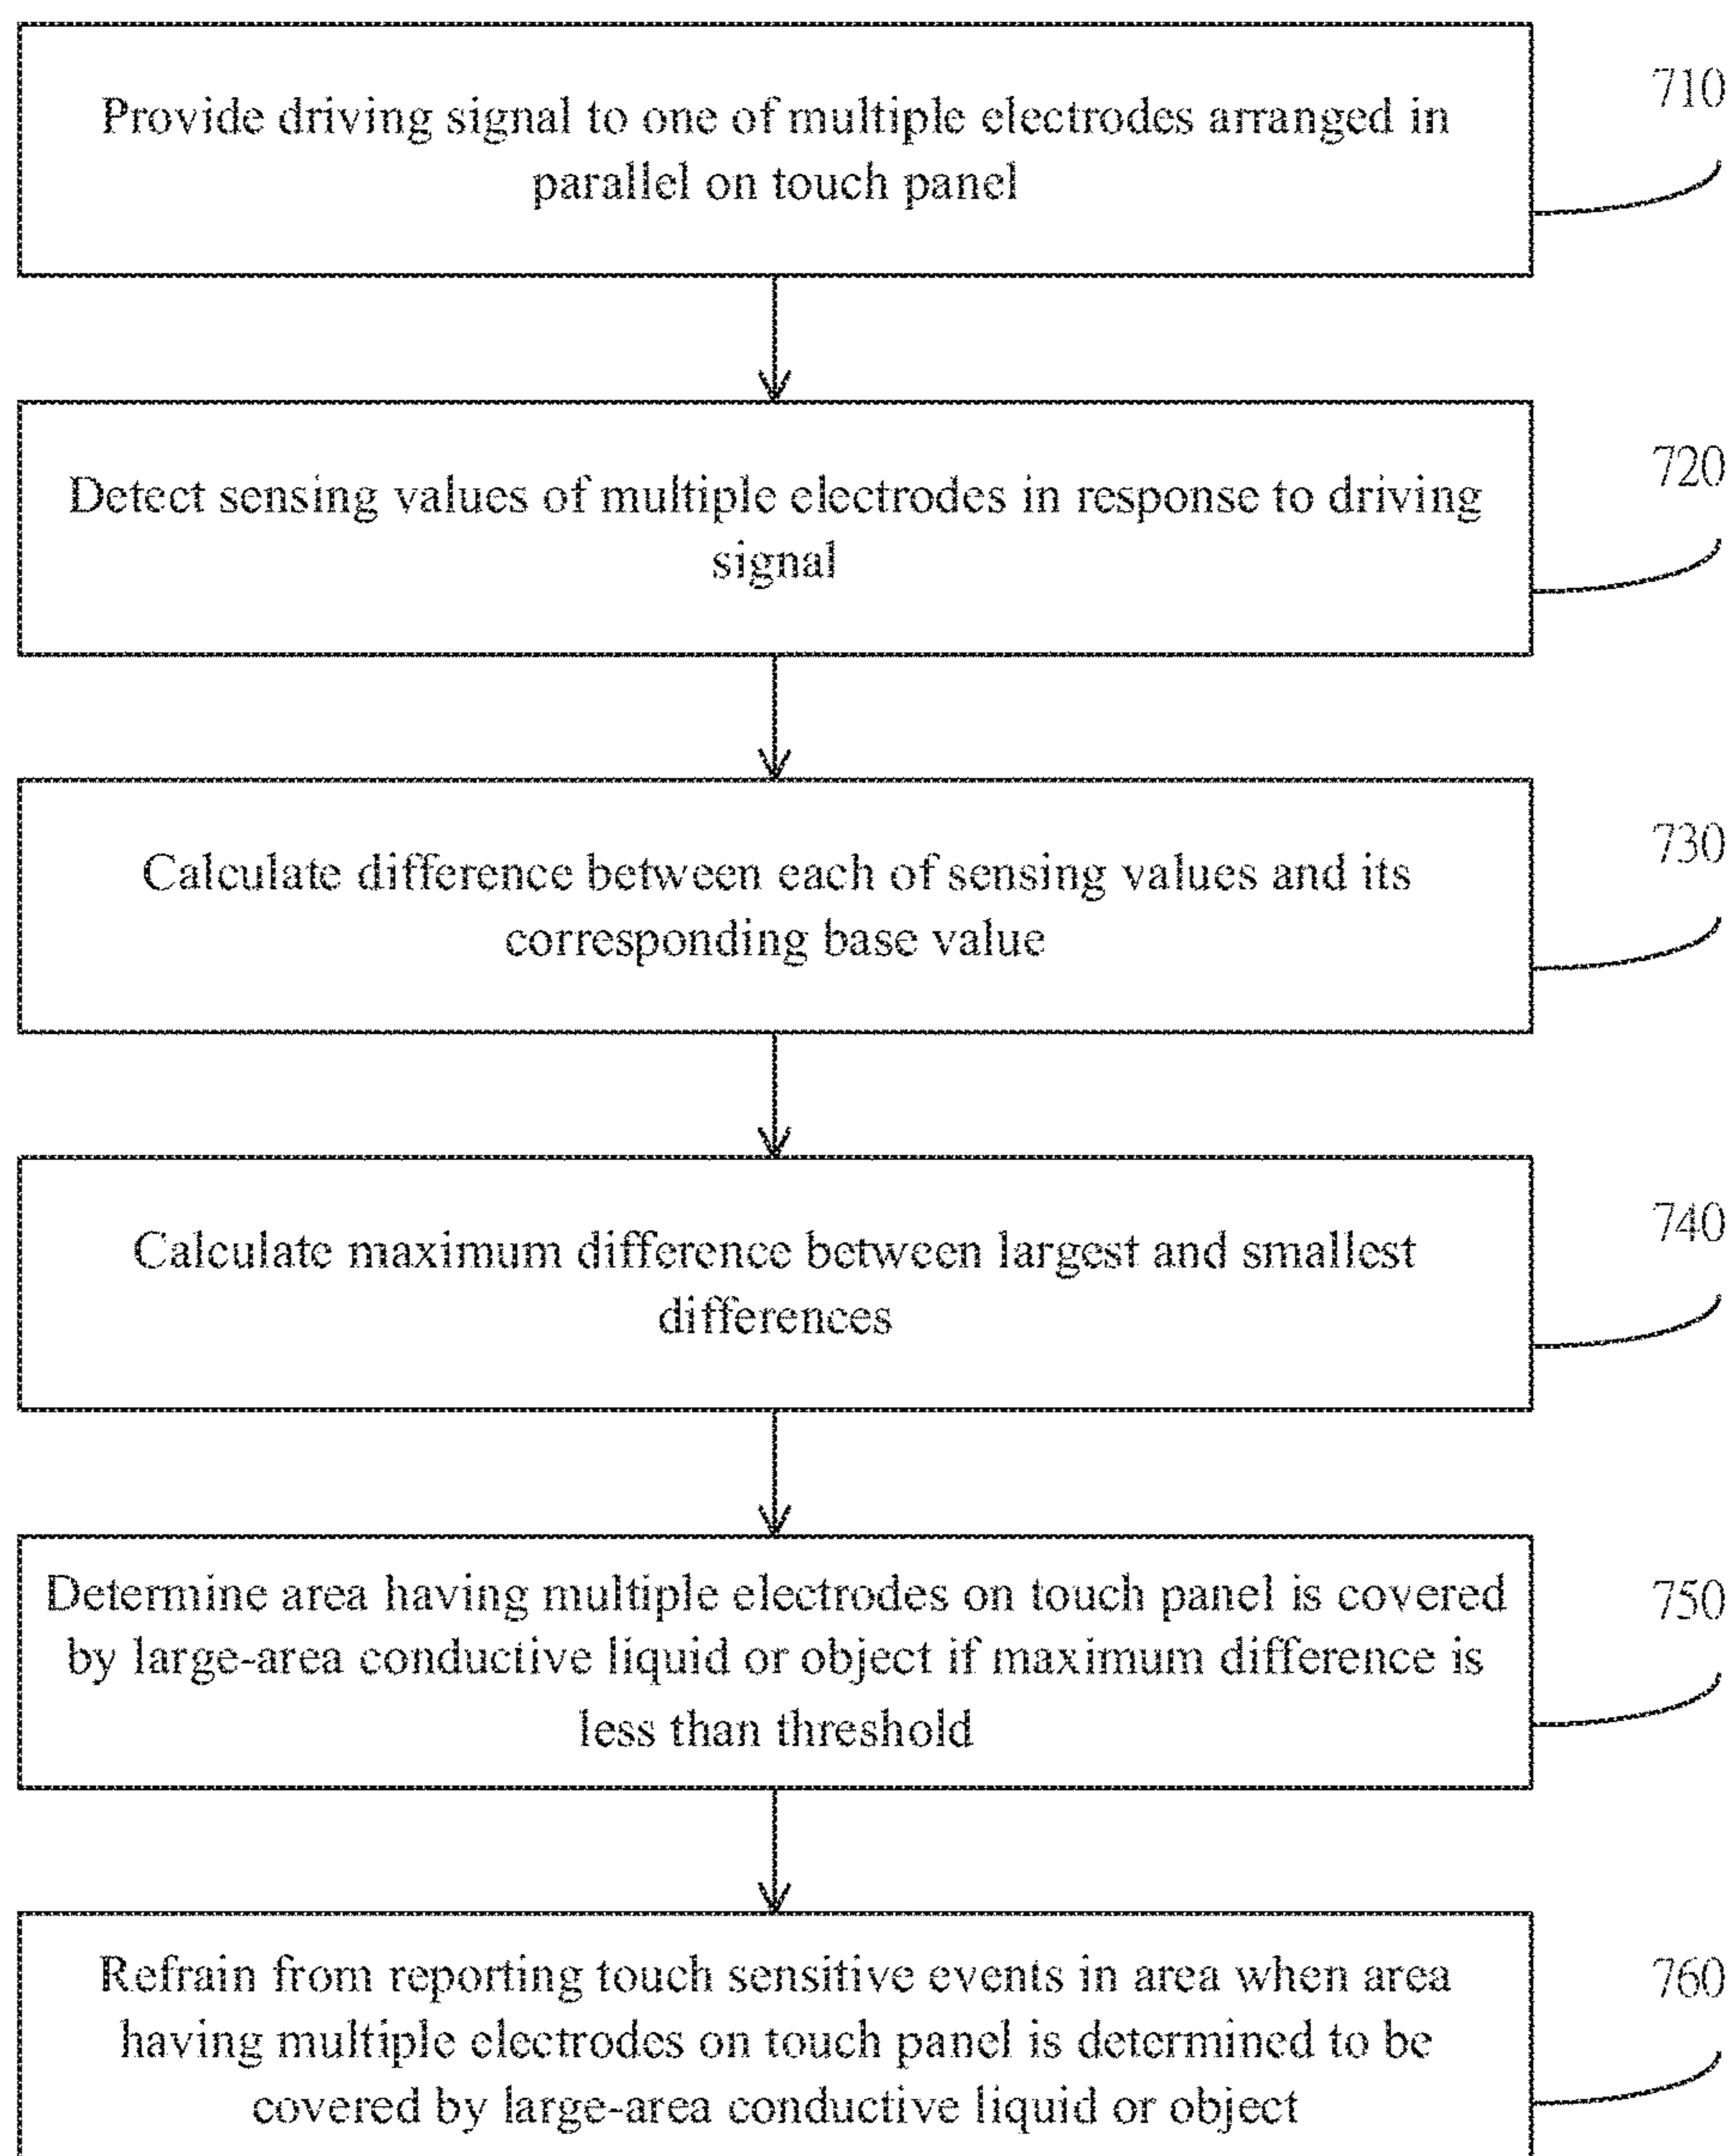 Provide driving signal to one of multiple electrodes arranged in
parallel on touch panel
710
Detect sensing values of multiple electrodes in response to driving
signal
720
Calculate difference between each of sensing values and its
corresponding base value
730
Calculate maximum difference between largest and smallest
differences
740
Determine area having multiple electrodes on touch panel is covered
by large-area conductive liquid or object if maximum difference is
less than threshold
750
Refrain from reporting touch sensitive events in area when area
having multiple electrodes on touch panel is determined to be
covered by large-area conductive liquid or object
760